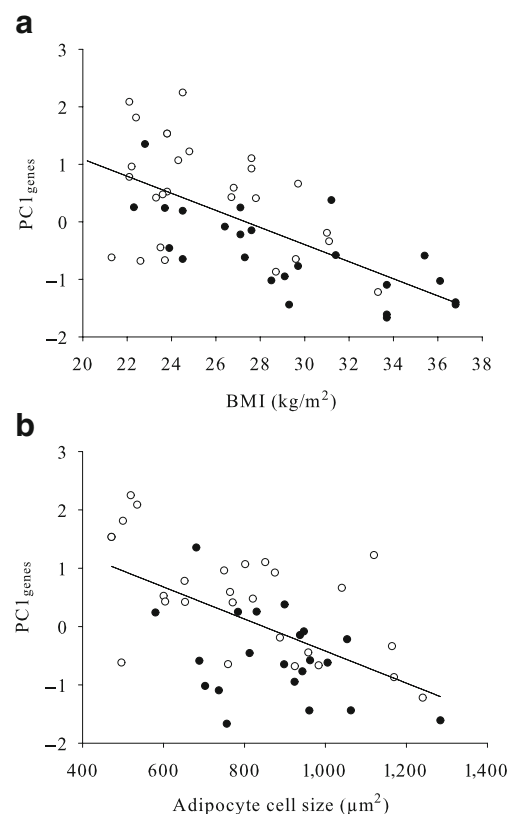 a
3
2
1
0
−1
−2
PC1genes
20 22 24 26 28 30 32 34 36 38
BMI (kg/m²)
b
3
2
1
0
−1
−2
PC1genes
400 600 800 1,000 1,200 1,400
Adipocyte cell size (µm²)